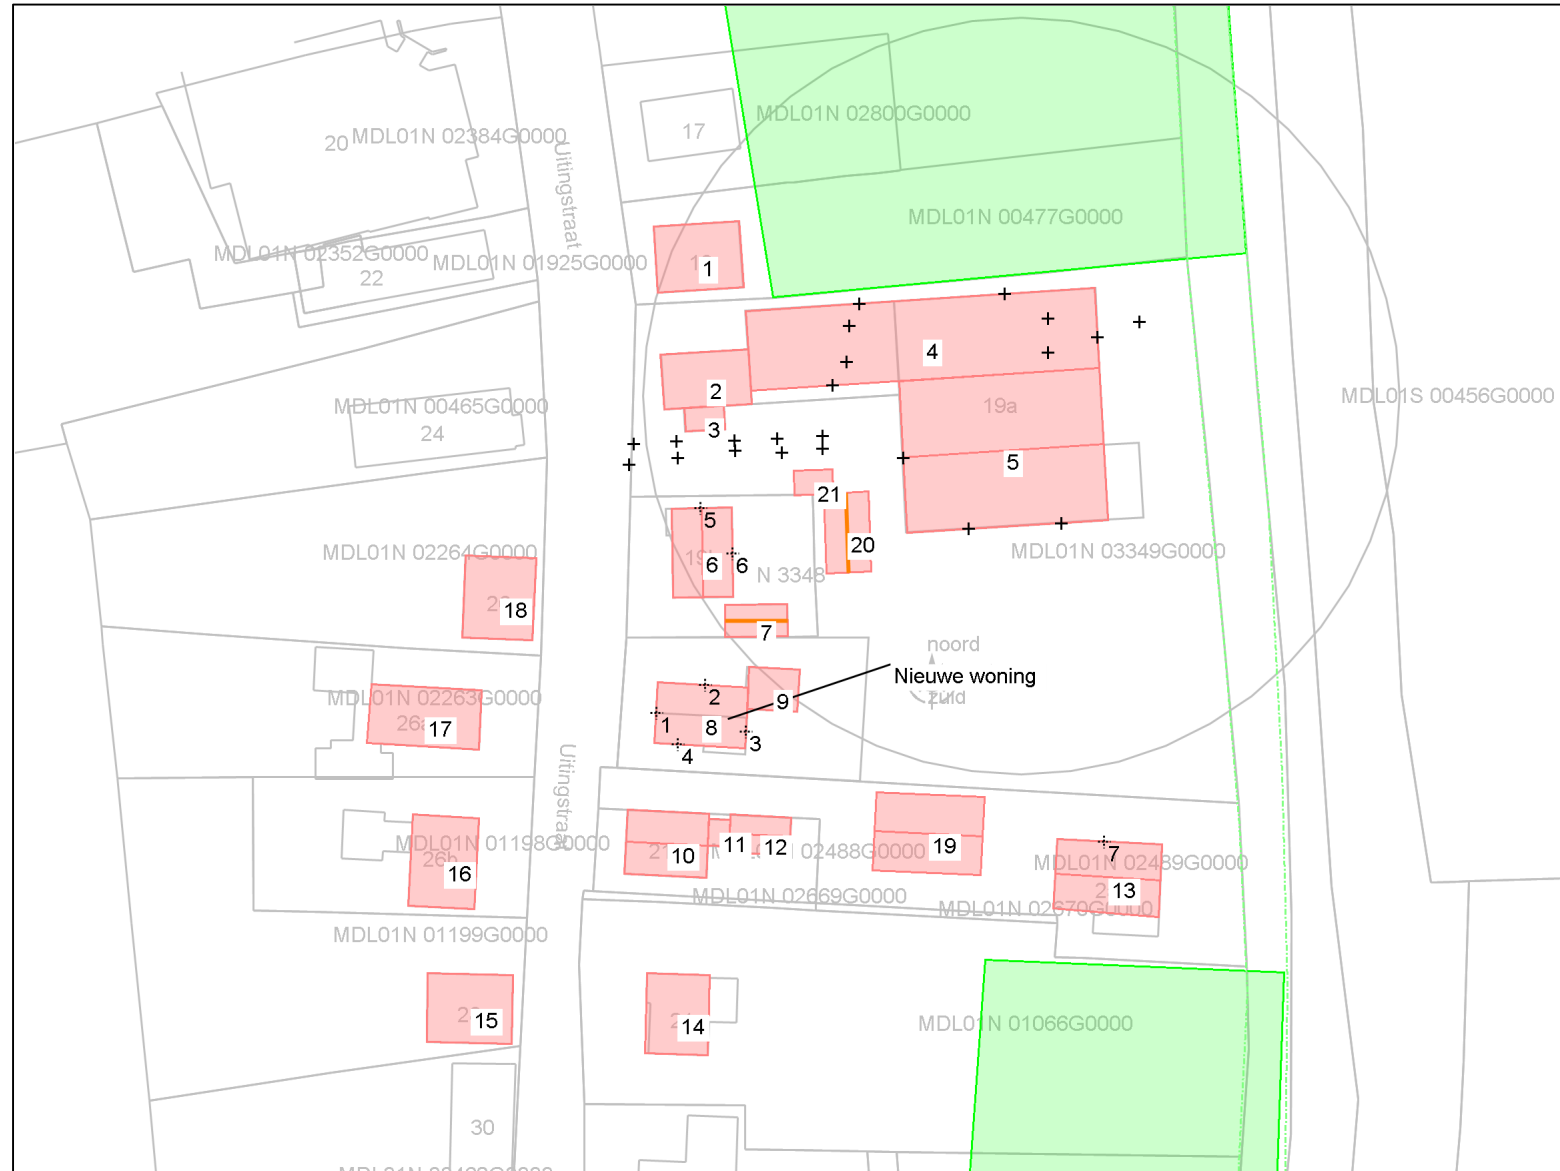 MDL01N 02800G0000
17
20
MDL01N 02384G0000
Uitingstraat
MDL01N 00477G0000
MDL01N 02352G0000
MDL01N 01925G0000
22
1
4
2
3
19a
MDL01S 00456G0000
MDL01N 00465G0000
24
5
21
20
5
6
6
N 3348
MDL01N 03349G0000
MDL01N 02264G0000
18
7
noord
Nieuwe woning
zuid
MDL01N 02263G0000
17
2
9
1
8
3
4
Uitingstraat
MDL01N 01198G0000
16
10
11
12
02488G0000
19
7
MDL01N 02489G0000
13
MDL01N 02669G0000
MDL01N 02670G0000
MDL01N 01199G0000
15
14
MDL01N 01066G0000
30